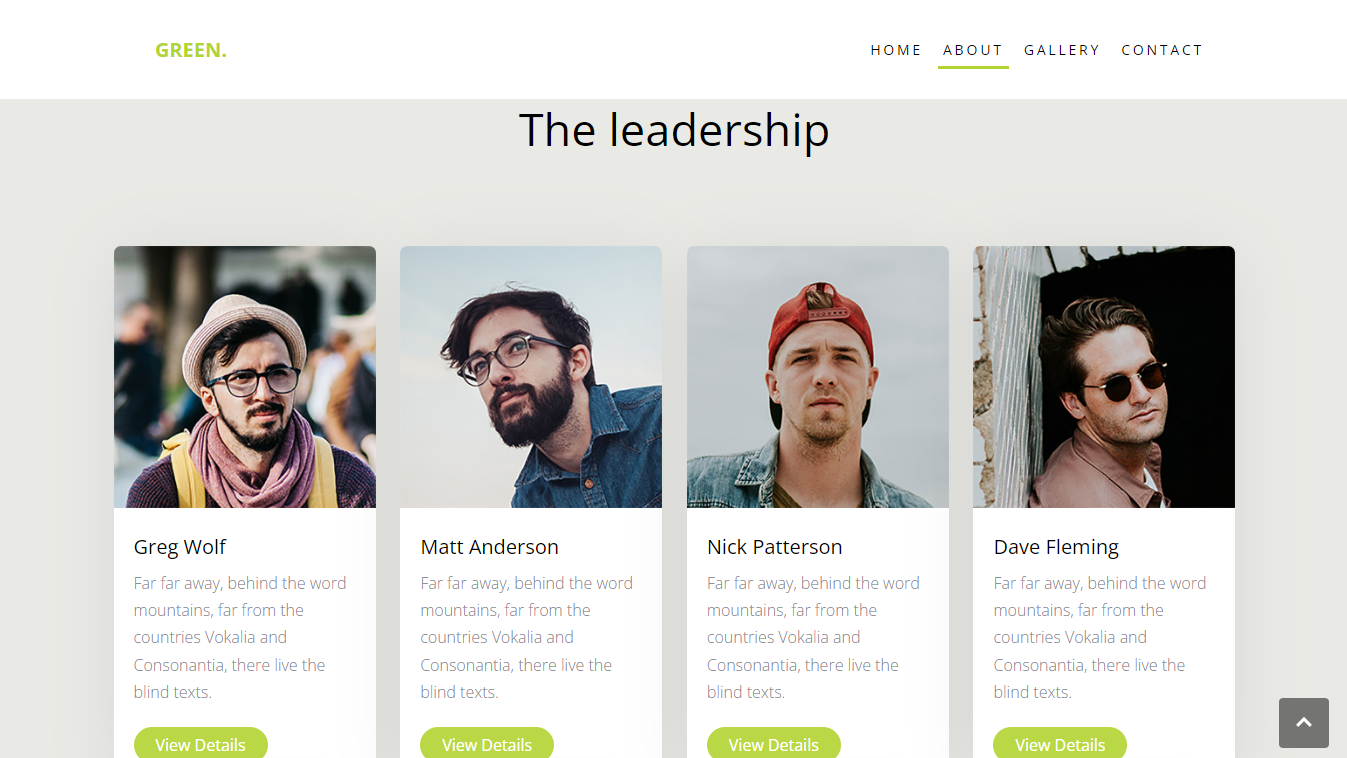 GREEN.
HOME ABOUT GALLERY CONTACT
The leadership
Greg Wolf
Far far away, behind the word
mountains, far from the
countries Vokalia and
Consonantia, there live the
blind texts.
View Details
Matt Anderson
Far far away, behind the word
mountains, far from the
countries Vokalia and
Consonantia, there live the
blind texts.
View Details
Nick Patterson
Far far away, behind the word
mountains, far from the
countries Vokalia and
Consonantia, there live the
blind texts.
View Details
Dave Fleming
Far far away, behind the word
mountains, far from the
countries Vokalia and
Consonantia, there live the
blind texts.
View Details